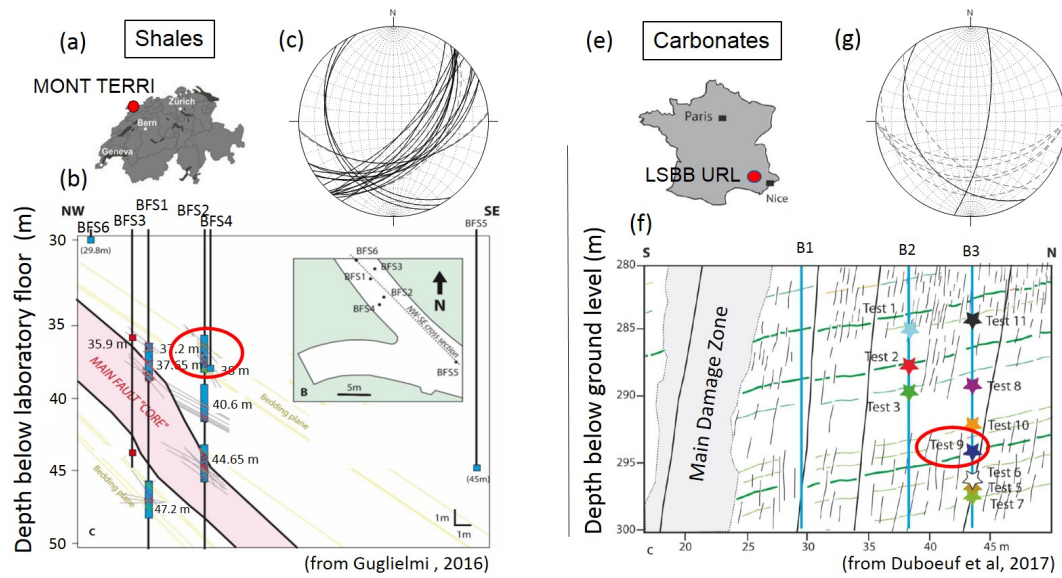 (a)
Shales
MONT TERRI
Zürich
Bern
Geneva
(c)
N
(b)
NW
SE
BFS6
BFS3
BFS1
BFS2
BFS4
BFS5
Depth below laboratory floor (m)
30
35
40
45
50
(29.8m)
35.9 m
37.2 m
37.65 m
38 m
40.6 m
44.65 m
47.2 m
(45m)
MAIN FAULT "CORE"
Bedding plane
Bedding plane
BFS6
BFS3
BFS1
BFS2
BFS4
BFS5
N
NW-SE cross section
B
5m
1m
1m
c
(from Guglielmi , 2016)
(e)
Carbonates
Paris
LSBB URL
Nice
(g)
N
(f)
S
B1
B2
B3
N
Depth below ground level (m)
280
285
290
295
300
Main Damage Zone
Test 1
Test 11
Test 2
Test 8
Test 3
Test 10
Test 9
Test 6
Test 5
Test 7
c
20
25
30
35 m
40
45 m
(from Duboeuf et al, 2017)